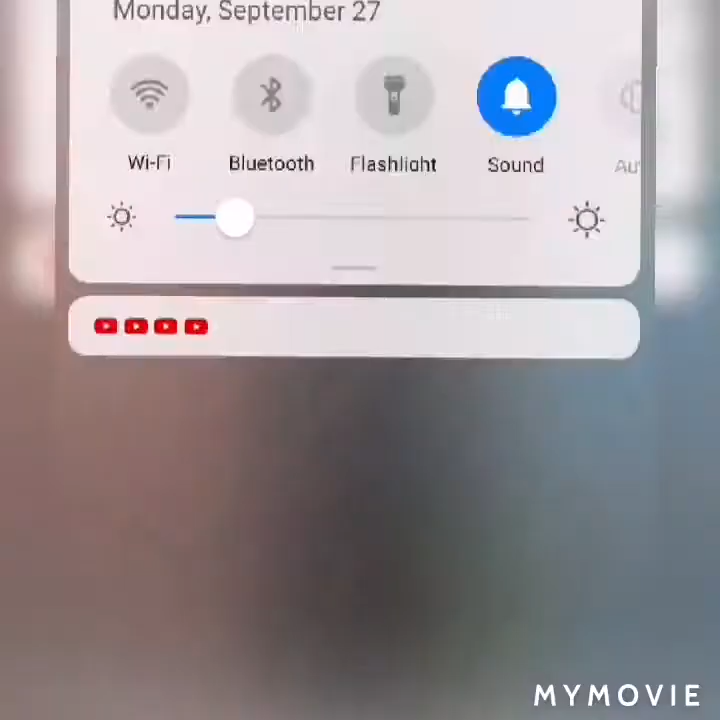 Monday, September 27
Wi-Fi
Bluetooth
Flashlight
Sound
MYMOVIE